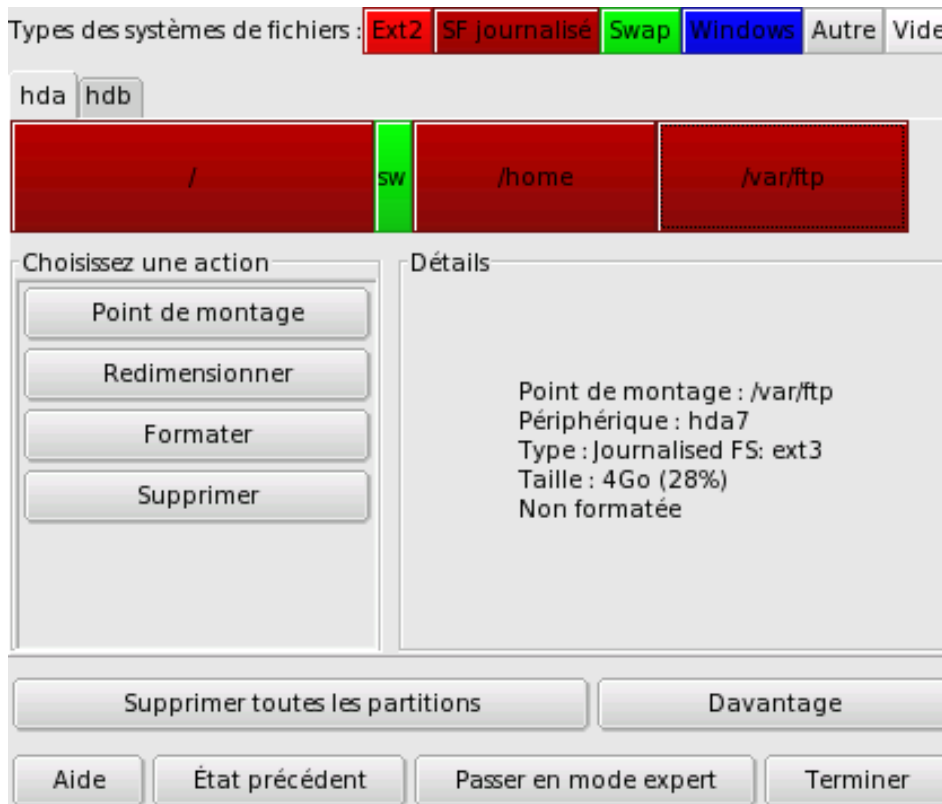 Types des systèmes de fichiers : Ext2 SF journalisé Swap Windows Autre Vide
hda hdb
/ sw /home /var/ftp
Choisissez une action
Point de montage
Redimensionner
Formater
Supprimer
Détails
Point de montage : /var/ftp
Périphérique : hda7
Type : Journalised FS: ext3
Taille : 4Go (28%)
Non formatée
Supprimer toutes les partitions Davantage
Aide État précédent Passer en mode expert Terminer